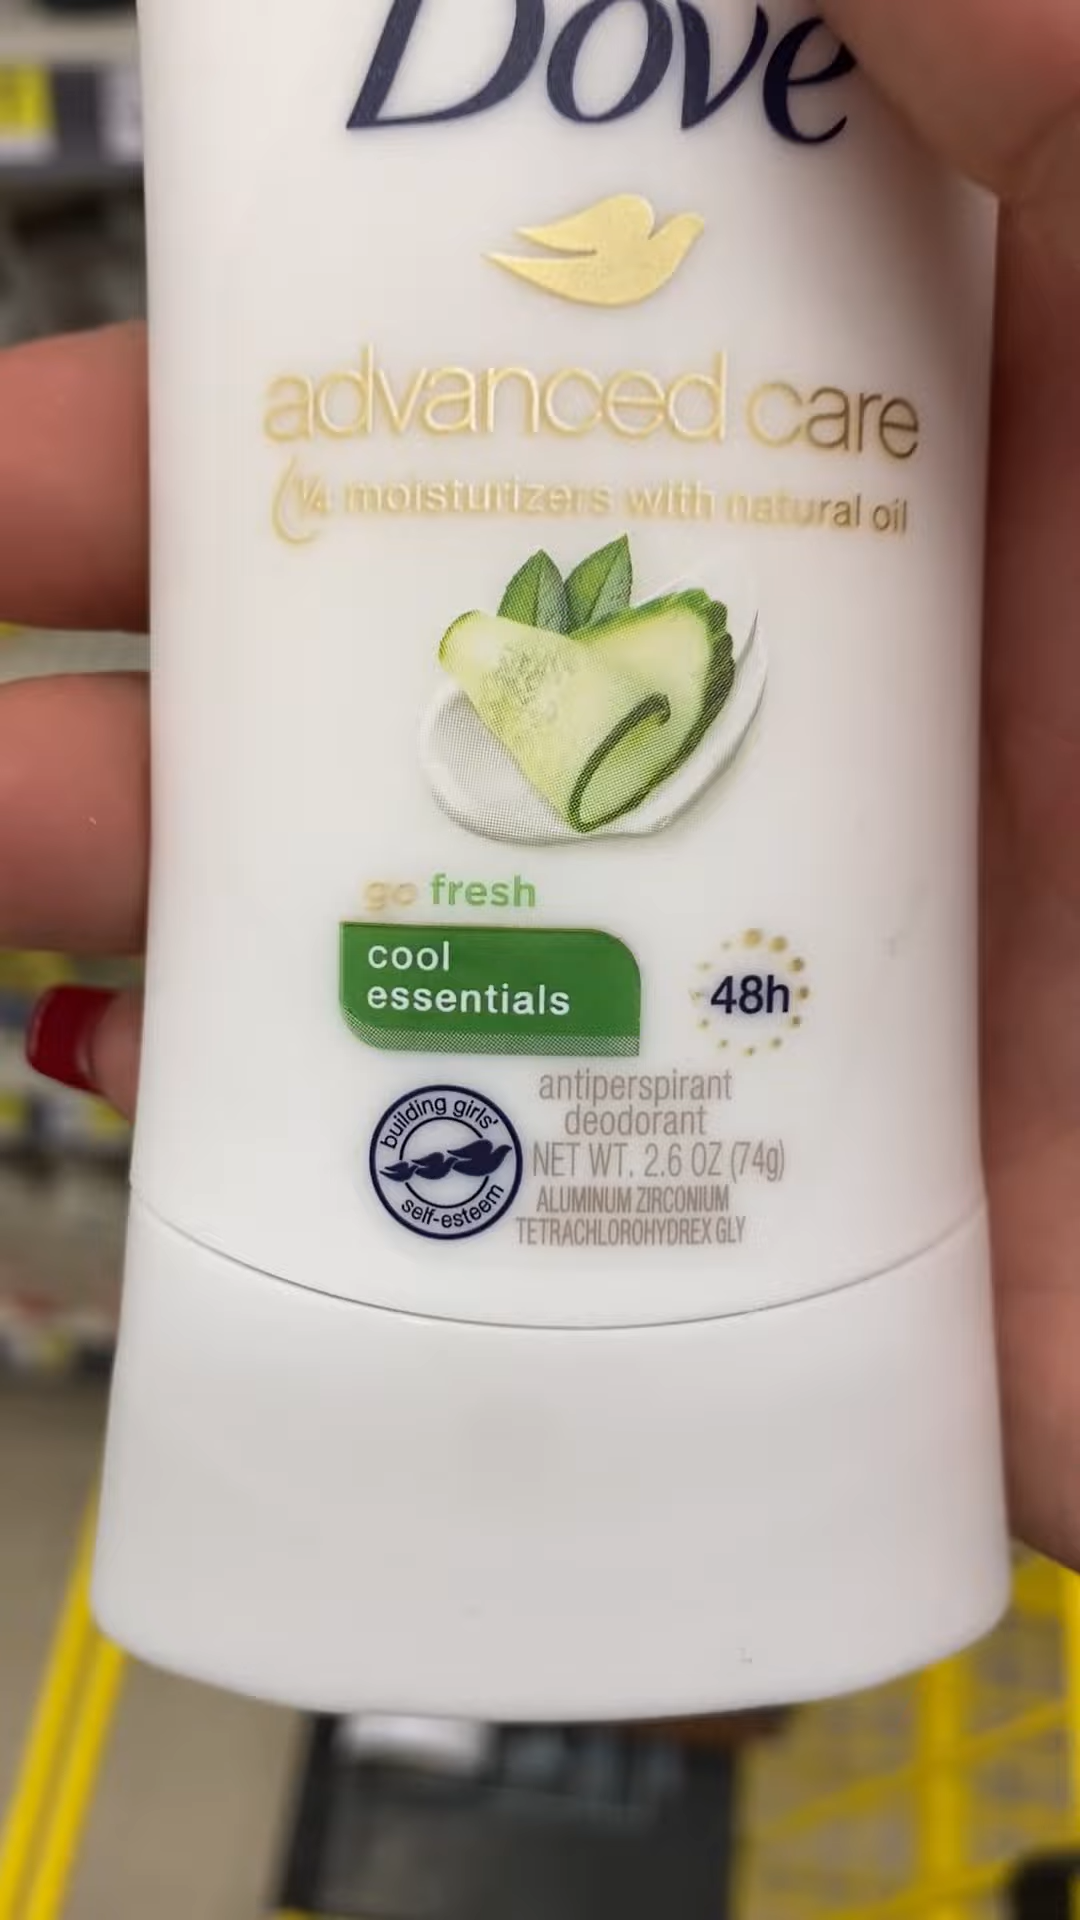 Dove
advanced care
1/4 moisturizers with natural oil
go fresh
cool
essentials
48h
building girls'
self-esteem
antiperspirant
deodorant
NET WT. 2.6 OZ (74g)
ALUMINUM ZIRCONIUM
TETRACHLOROHYDREX GLY